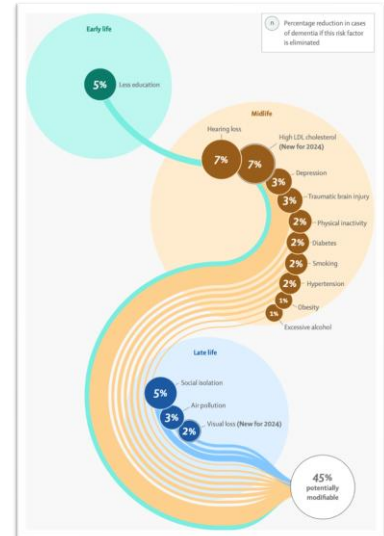 n Percentage reduction in cases
of dementia if this risk factor
is eliminated
Early life
5% Less education
Midlife
Hearing loss
7%
High LDL cholesterol
(New for 2024)
7%
3% Depression
3% Traumatic brain injury
2% Physical inactivity
2% Diabetes
2% Smoking
2% Hypertension
1% Obesity
1% Excessive alcohol
Late life
5% Social isolation
3% Air pollution
2% Visual loss (New for 2024)
45%
potentially
modifiable